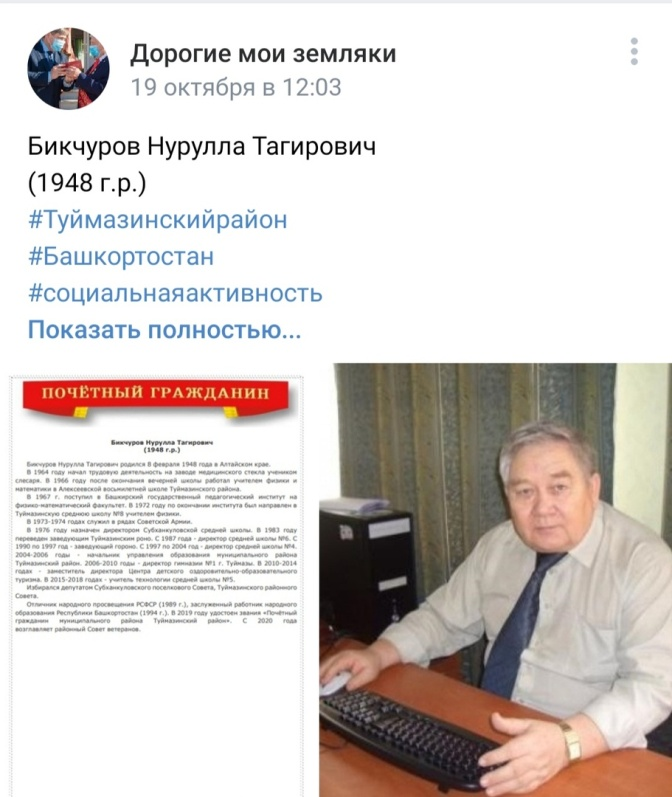 Дорогие мои земляки
19 октября в 12:03
Бикчуров Нурулла Тагирович
(1948 г.р.)
#Туймазинскийрайон
#Башкортостан
#социальнаяактивность
Показать полностью...
ПОЧЁТНЫЙ ГРАЖДАНИН
Бикчуров Нурулла Тагирович
(1948 г.р.)
Бикчуров Нурулла Тагирович родился 8 февраля 1948 года в Алтайском крае.
В 1964 году начал трудовую деятельность на заводе медицинского стекла учеником
слесаря. В 1966 году после окончания вечерней школы работал учителем физики и
математики в Алексеевской восьмилетней школе Туймазинского района.
В 1967 г. поступил в Башкирский государственный педагогический институт на
физико-математический факультет. В 1972 году по окончании института был направлен в
Туймазинскую среднюю школу №8 учителем физики.
В 1973-1974 годах служил в рядах Советской Армии.
В 1976 году назначен директором Субханкуловской средней школы. В 1983 году
переведен заведующим Туймазинским роно. С 1987 года - директор средней школы №6. С
1990 по 1997 год - заведующий гороно. С 1997 по 2004 год - директор средней школы №4.
2004-2006 годы - начальник управления образования муниципального района
Туймазинский район. 2006-2010 годы - директор гимназии №1 г. Туймазы. В 2010-2014
годах - заместитель директора Центра детского оздоровительно-образовательного
туризма. В 2015-2018 годах - учитель технологии средней школы №5.
Избирался депутатом Субханкуловского поселкового Совета, Туймазинского районного
Совета.
Отличник народного просвещения РСФСР (1989 г.), заслуженный работник народного
образования Республики Башкортостан (1994 г.). В 2019 году удостоен звания «Почётный
гражданин муниципального района Туймазинский район». С 2020 года
возглавляет районный Совет ветеранов.